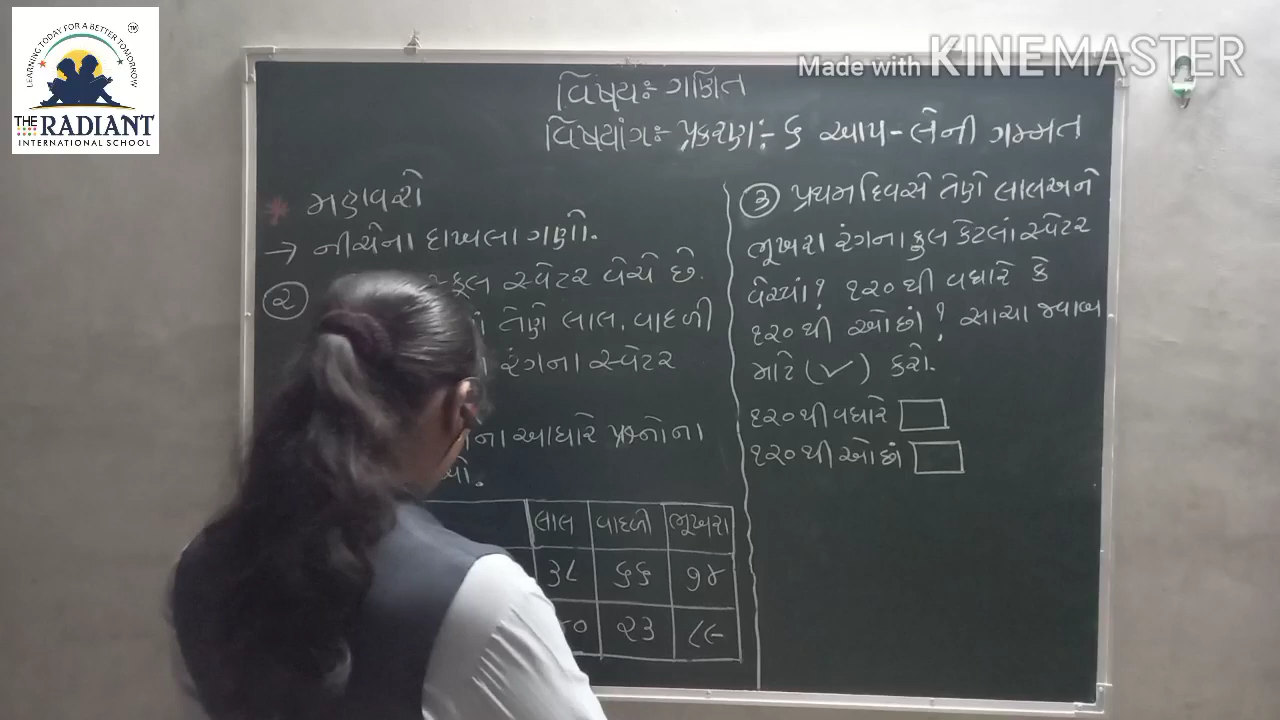 LEARNING TODAY FOR A BETTER TOMORROW
THE RADIANT
INTERNATIONAL SCHOOL
Made with KINEMASTER
વિષય:- ગણિત
વિષયાંગ:- પ્રકરણ:- ૬ આપ-લેની ગમ્મત
* મહાવરો
→ નીચેના દાખલા ગણો.
૨ સ્વેટર વેચે છે.
તેણે લાલ, વાદળી
રંગના સ્વેટર
ના આધારે પ્રશ્નોના
લાલ વાદળી ભૂખરા
૩૮ ૬૬ ૭૪
૨૩ ૮૯
૩ પ્રથમ દિવસે તેણે લાલ અને
ભૂખરા રંગના કુલ કેટલાં સ્વેટર
વેચ્યાં? ૧૨૦થી વધારે કે
૧૨૦થી ઓછાં? સાચા જવાબ
માટે (✓) કરો.
૧૨૦થી વધારે
૧૨૦થી ઓછાં